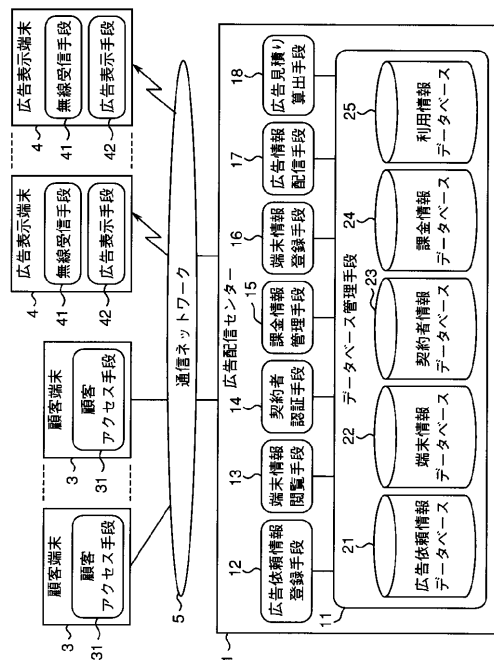 顧客端末
顧客
アクセス手段
3
31
顧客端末
顧客
アクセス手段
3
31
広告表示端末
無線受信手段
広告表示手段
4
41
42
広告表示端末
無線受信手段
広告表示手段
4
41
42
通信ネットワーク
5
広告配信センター
1
12
広告依頼情報
登録手段
13
端末情報
閲覧手段
14
契約者
認証手段
15
課金情報
管理手段
16
端末情報
登録手段
17
広告情報
配信手段
18
広告見積り
算出手段
データベース管理手段
11
21
広告依頼情報
データベース
22
端末情報
データベース
23
契約者情報
データベース
24
課金情報
データベース
25
利用情報
データベース